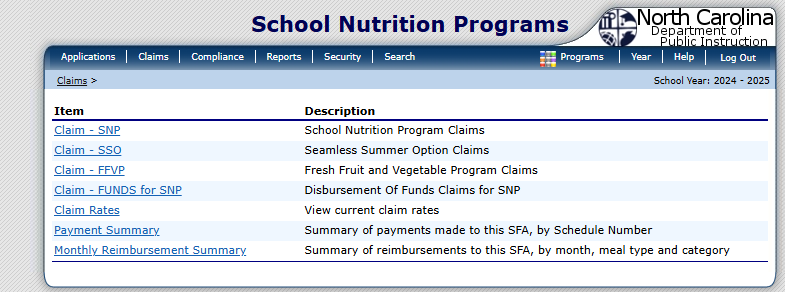 School Nutrition Programs
North Carolina
Department of
Public Instruction
Applications Claims Compliance Reports Security Search Programs Year Help Log Out
Claims > School Year: 2024 - 2025
Item Description
Claim - SNP School Nutrition Program Claims
Claim - SSO Seamless Summer Option Claims
Claim - FFVP Fresh Fruit and Vegetable Program Claims
Claim - FUNDS for SNP Disbursement Of Funds Claims for SNP
Claim Rates View current claim rates
Payment Summary Summary of payments made to this SFA, by Schedule Number
Monthly Reimbursement Summary Summary of reimbursements to this SFA, by month, meal type and category